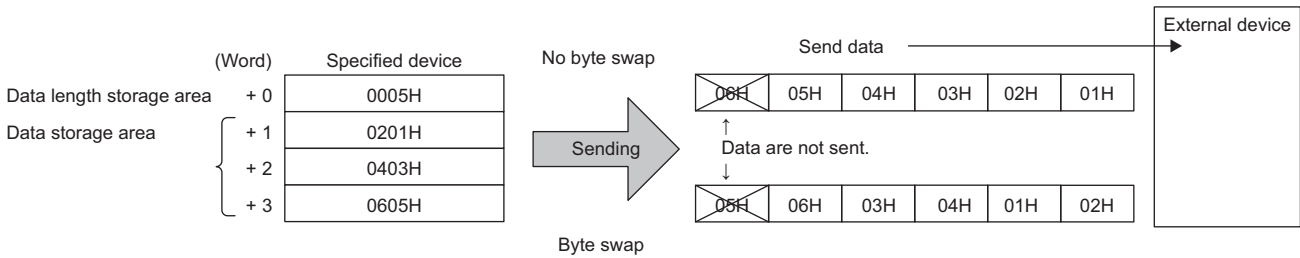 External device
Send data
(Word) Specified device No byte swap
Data length storage area + 0 0005H 06H 05H 04H 03H 02H 01H
Data storage area + 1 0201H
↑
Sending Data are not sent.
+ 2 0403H ↓
+ 3 0605H 05H 06H 03H 04H 01H 02H
Byte swap